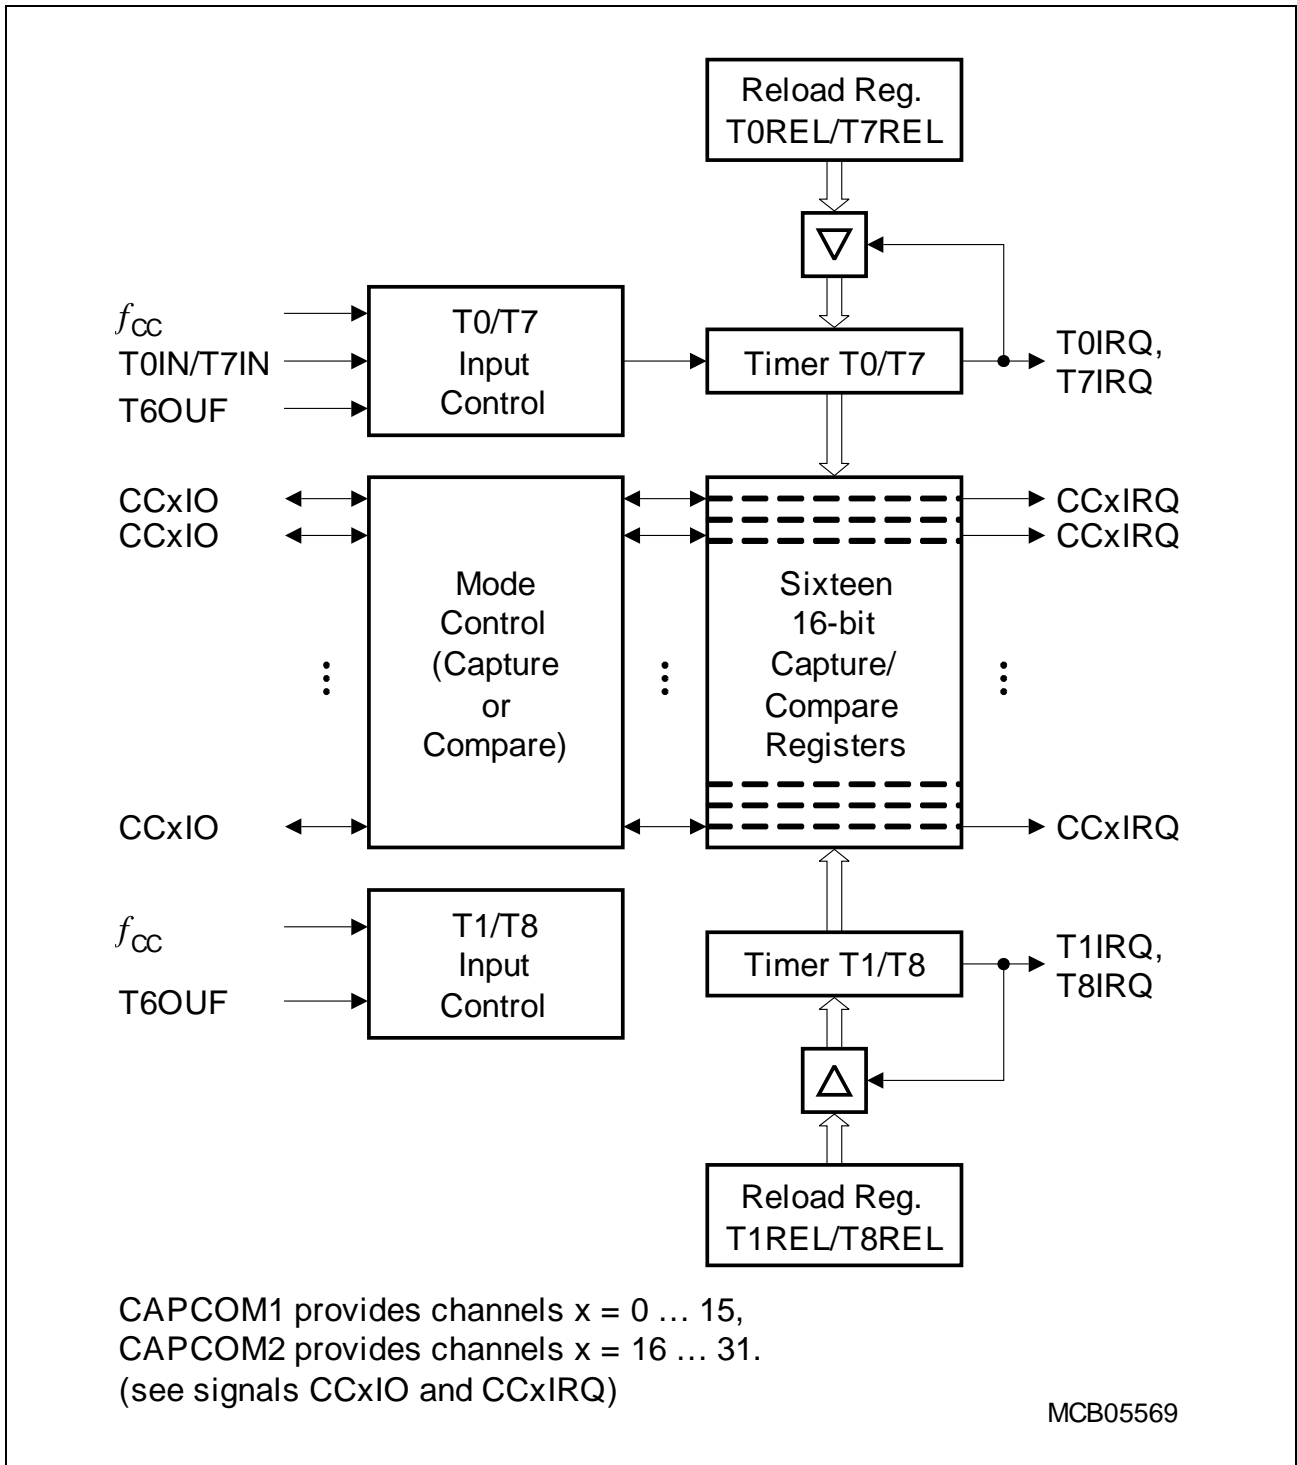 Reload Reg.
T0REL/T7REL
fCC
T0IN/T7IN
T6OUF
T0/T7
Input
Control
Timer T0/T7
T0IRQ,
T7IRQ
CCxIO
CCxIO
CCxIO
Mode
Control
(Capture
or
Compare)
Sixteen
16-bit
Capture/
Compare
Registers
CCxIRQ
CCxIRQ
CCxIRQ
fCC
T6OUF
T1/T8
Input
Control
Timer T1/T8
T1IRQ,
T8IRQ
Reload Reg.
T1REL/T8REL
CAPCOM1 provides channels x = 0 … 15,
CAPCOM2 provides channels x = 16 … 31.
(see signals CCxIO and CCxIRQ)
MCB05569